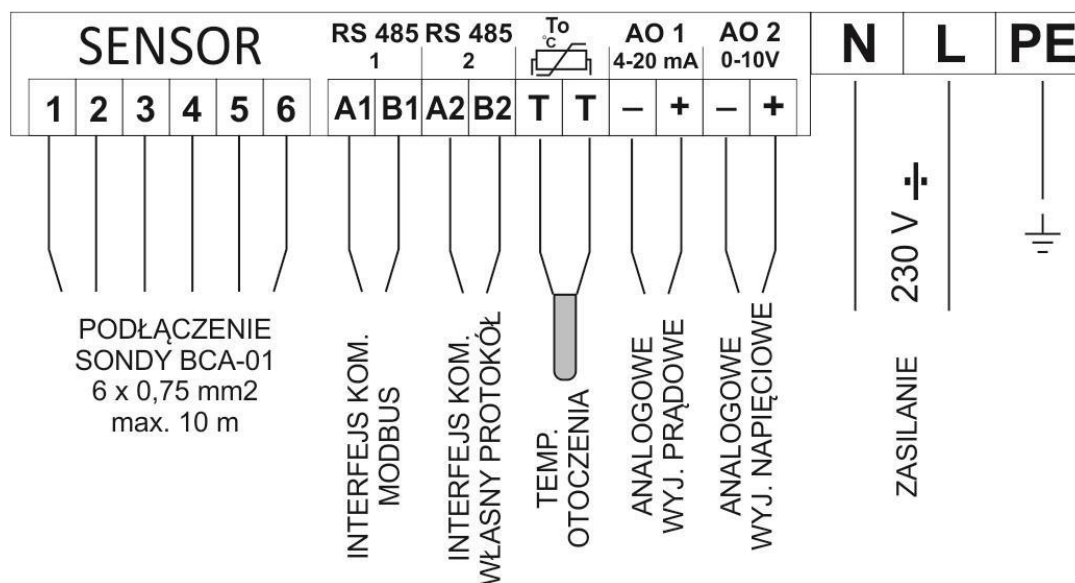 SENSOR
1 2 3 4 5 6
RS 485
1
RS 485
2
To
°C
AO 1
4-20 mA
AO 2
0-10V
N L PE
A1 B1 A2 B2 T T – + – +
PODŁĄCZENIE
SONDY BCA-01
6 x 0,75 mm2
max. 10 m
INTERFEJS KOM.
MODBUS
INTERFEJS KOM.
WŁASNY PROTOKÓŁ
TEMP.
OTOCZENIA
ANALOGOWE
WYJ. PRĄDOWE
ANALOGOWE
WYJ. NAPIĘCIOWE
230 V
ZASILANIE